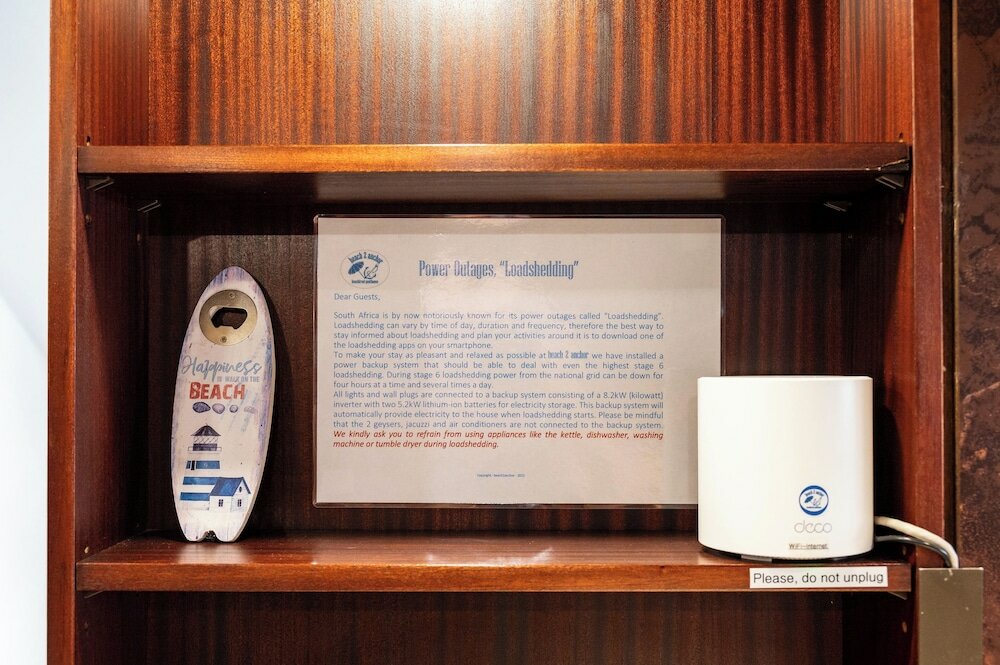 beach 2 anchor
Power Outages, "Loadshedding"
Dear Guests,
South Africa is by now notoriously known for its power outages called "Loadshedding".
Loadshedding can vary by time of day, duration and frequency, therefore the best way to
stay informed about loadshedding and plan your activities around it is to download one of
the loadshedding apps on your smartphone.
To make your stay as pleasant and relaxed as possible at beach 2 anchor we have installed a
power backup system that should be able to deal with even the highest stage 6
loadshedding. During stage 6 loadshedding power from the national grid can be down for
four hours at a time and several times a day.
All lights and wall plugs are connected to a backup system consisting of a 8.2kW (kilowatt)
inverter with two 5.2kW lithium-ion batteries for electricity storage. This backup system will
automatically provide electricity to the house when loadshedding starts. Please be mindful
that the 2 geysers, jacuzzi and air conditioners are not connected to the backup system.
We kindly ask you to refrain from using appliances like the kettle, dishwasher, washing
machine or tumble dryer during loadshedding.
Happiness
IS WALK ON THE
BEACH
deco
WiFi-Internet
Please, do not unplug